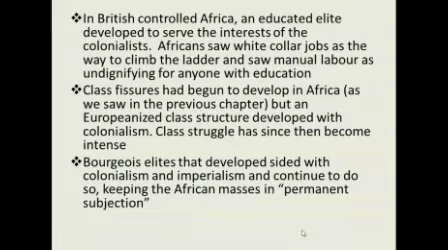 ❖In British controlled Africa, an educated elite
developed to serve the interests of the
colonialists. Africans saw white collar jobs as the
way to climb the ladder and saw manual labour as
undignifying for anyone with education
❖Class fissures had begun to develop in Africa (as
we saw in the previous chapter) but an
Europeanized class structure developed with
colonialism. Class struggle has since then become
intense
❖Bourgeois elites that developed sided with
colonialism and imperialism and continue to do
so, keeping the African masses in “permanent
subjection”